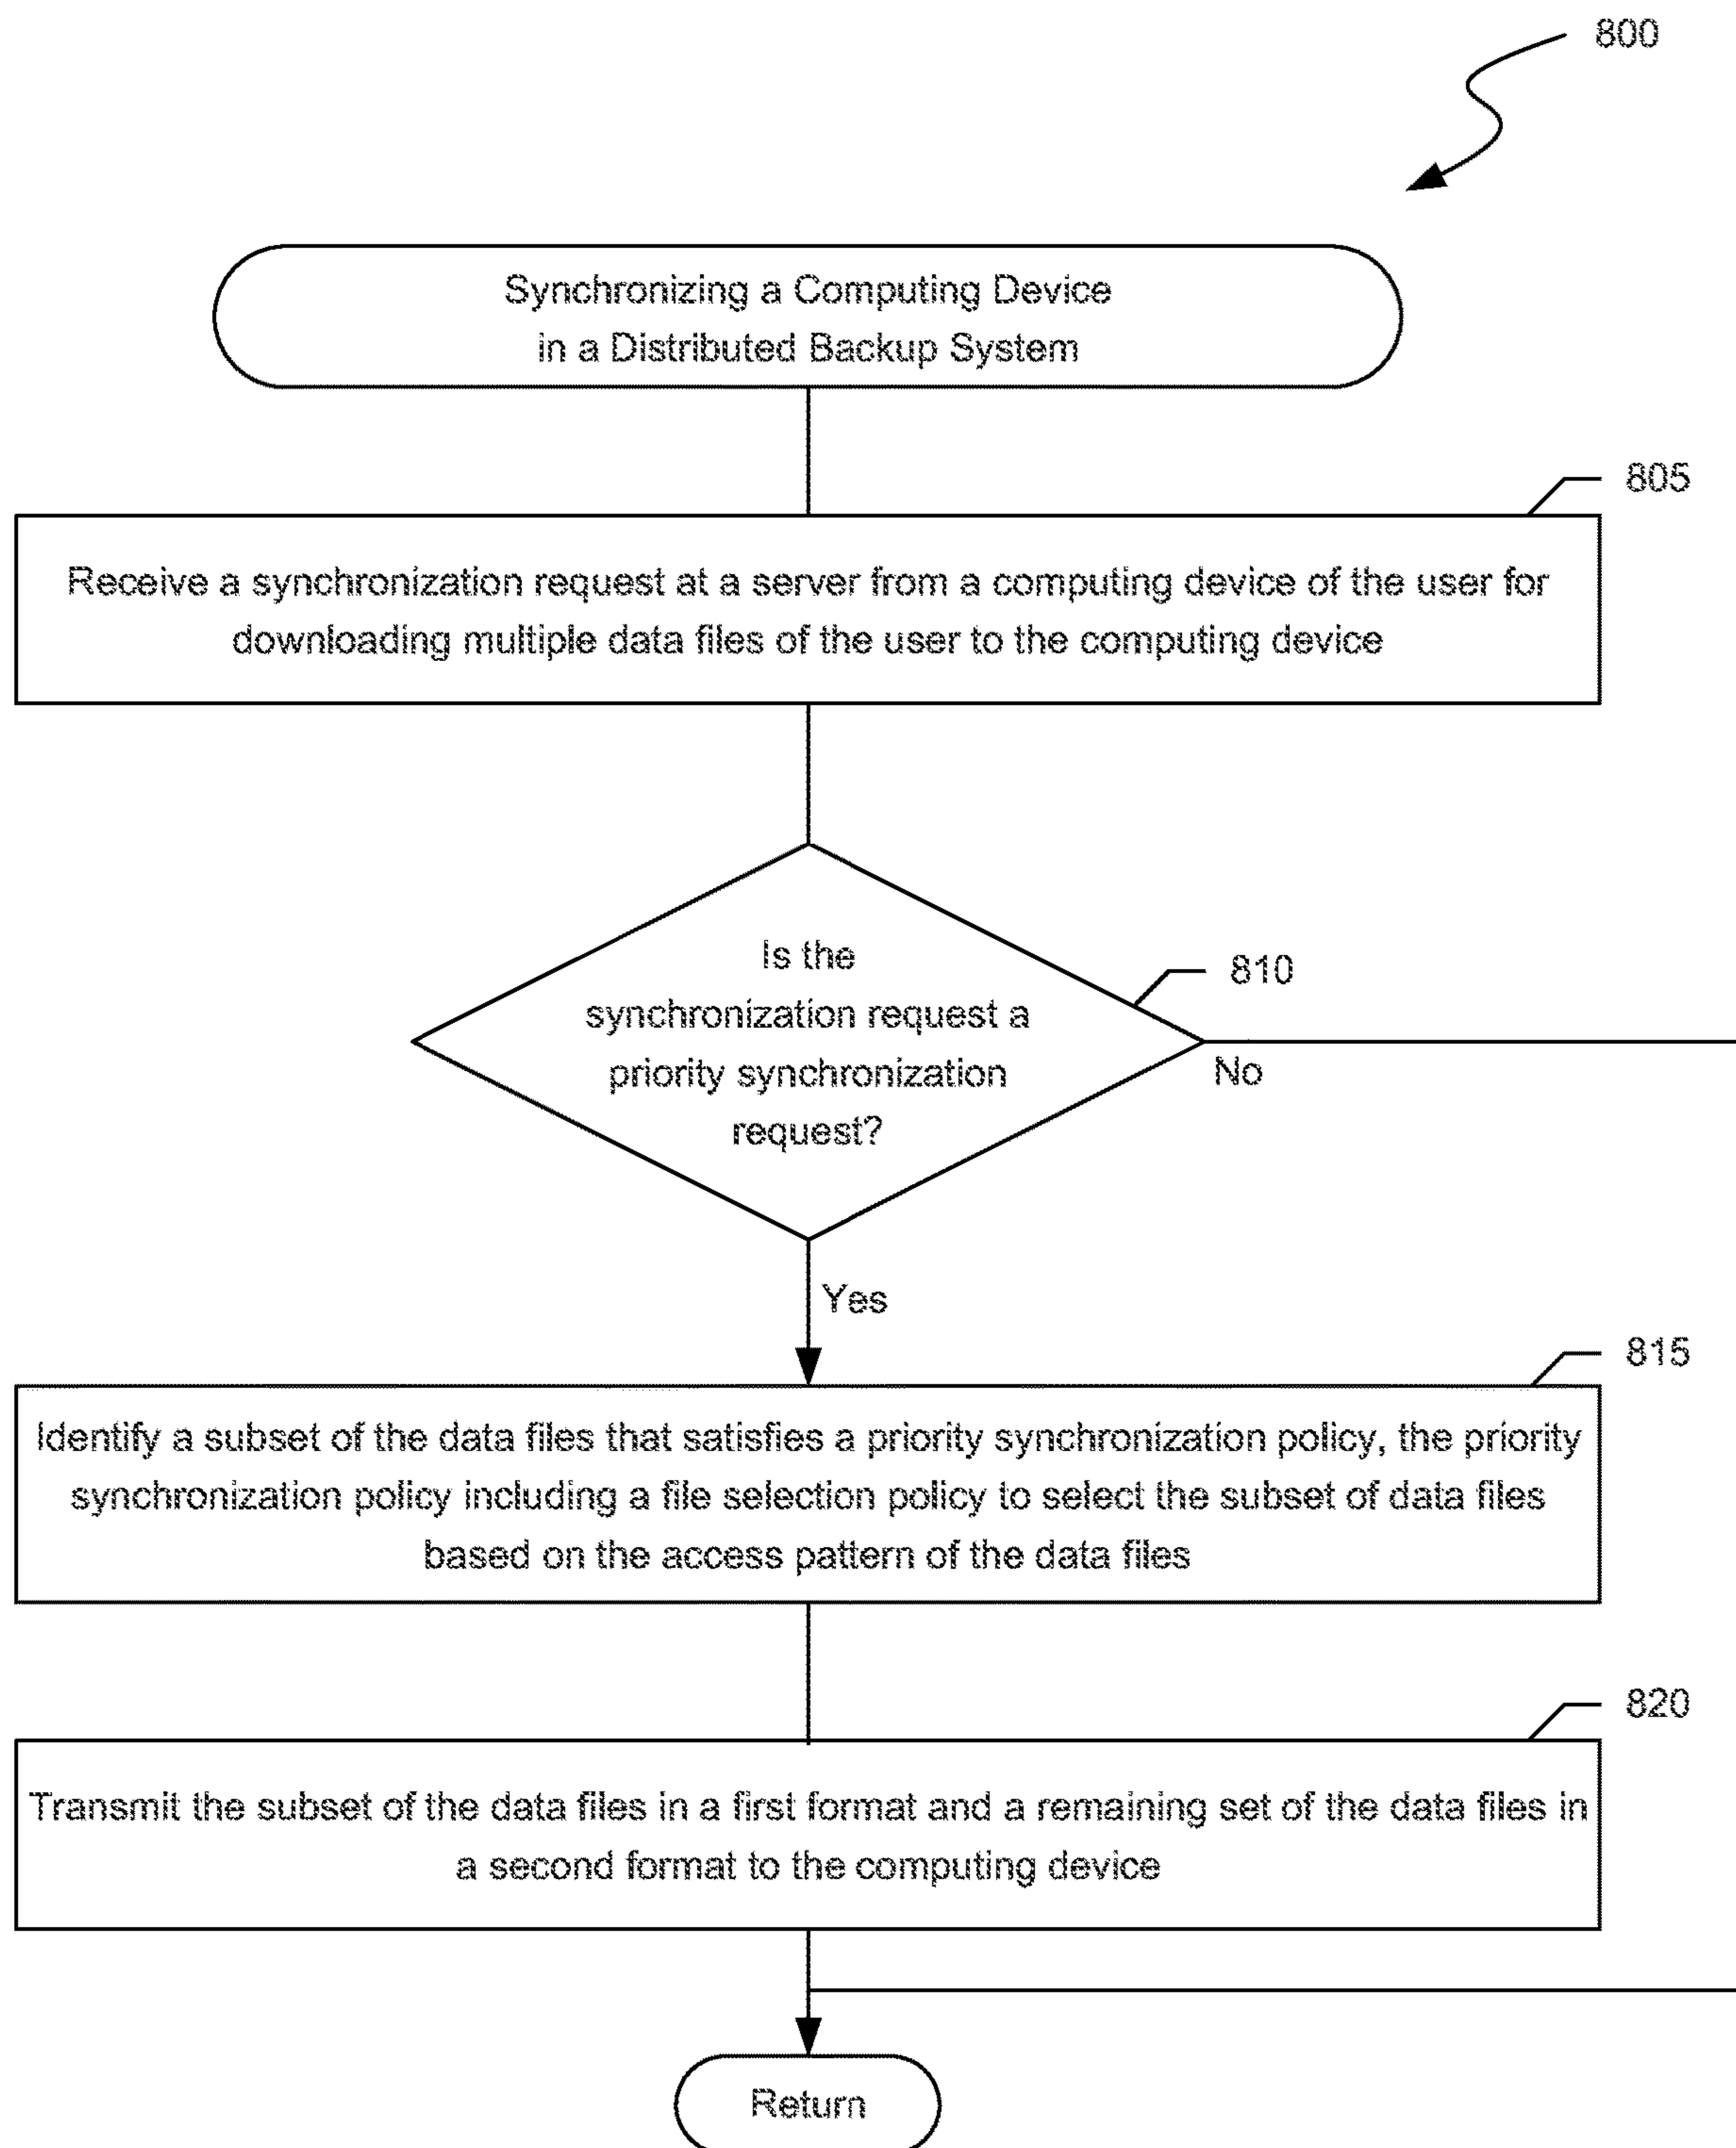 800
Synchronizing a Computing Device
in a Distributed Backup System
805
Receive a synchronization request at a server from a computing device of the user for
downloading multiple data files of the user to the computing device
Is the
synchronization request a
priority synchronization
request?
810
No
Yes
815
Identify a subset of the data files that satisfies a priority synchronization policy, the priority
synchronization policy including a file selection policy to select the subset of data files
based on the access pattern of the data files
820
Transmit the subset of the data files in a first format and a remaining set of the data files in
a second format to the computing device
Return